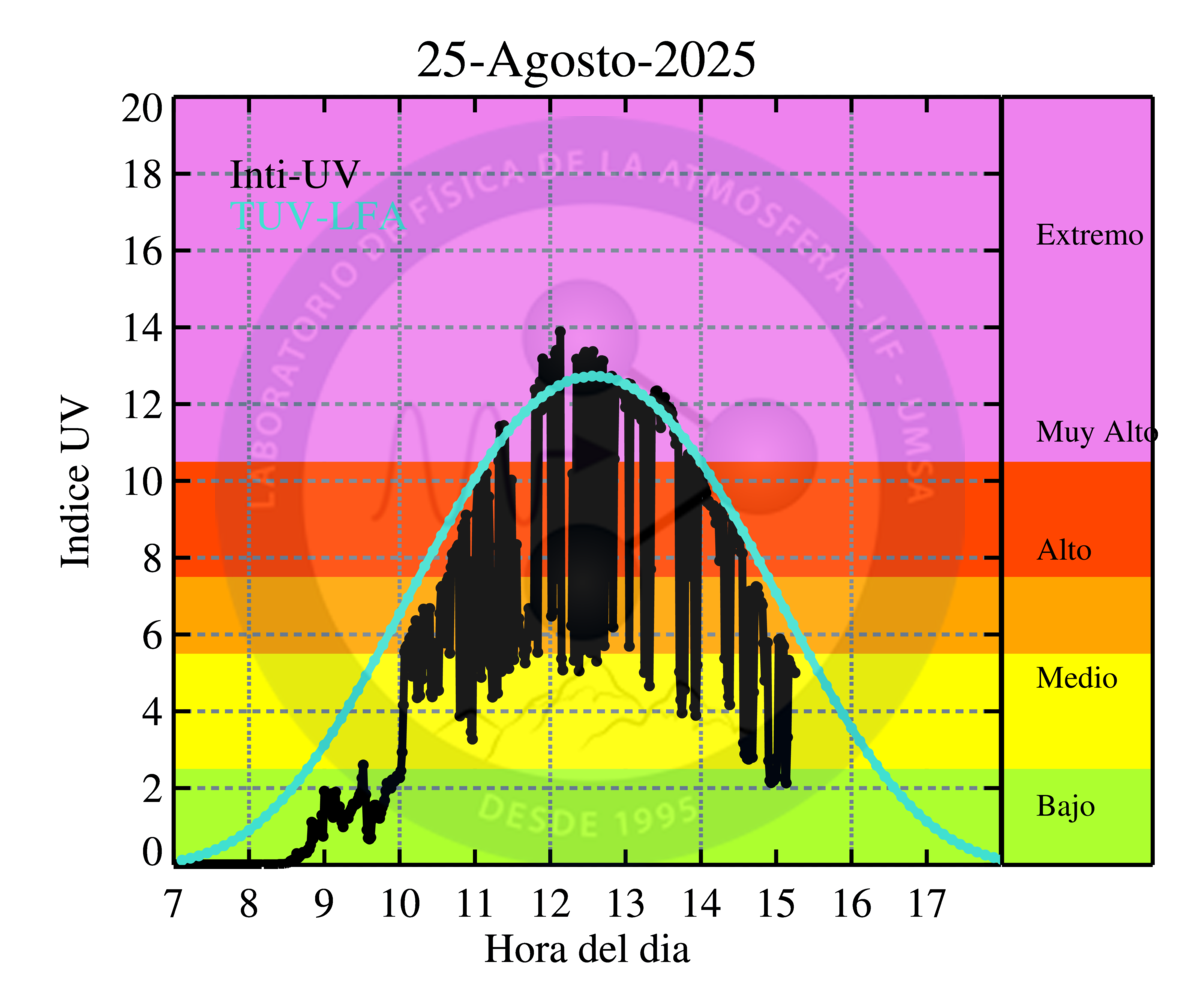 25-Agosto-2025
20
18
16
14
12
10
8
6
4
2
0
Indice UV
Inti-UV
TUV-LFA
LABORATORIO DE FÍSICA DE LA ATMÓSFERA - IIF - UMSA
DESDE 1995
Extremo
Muy Alto
Alto
Medio
Bajo
7 8 9 10 11 12 13 14 15 16 17
Hora del dia